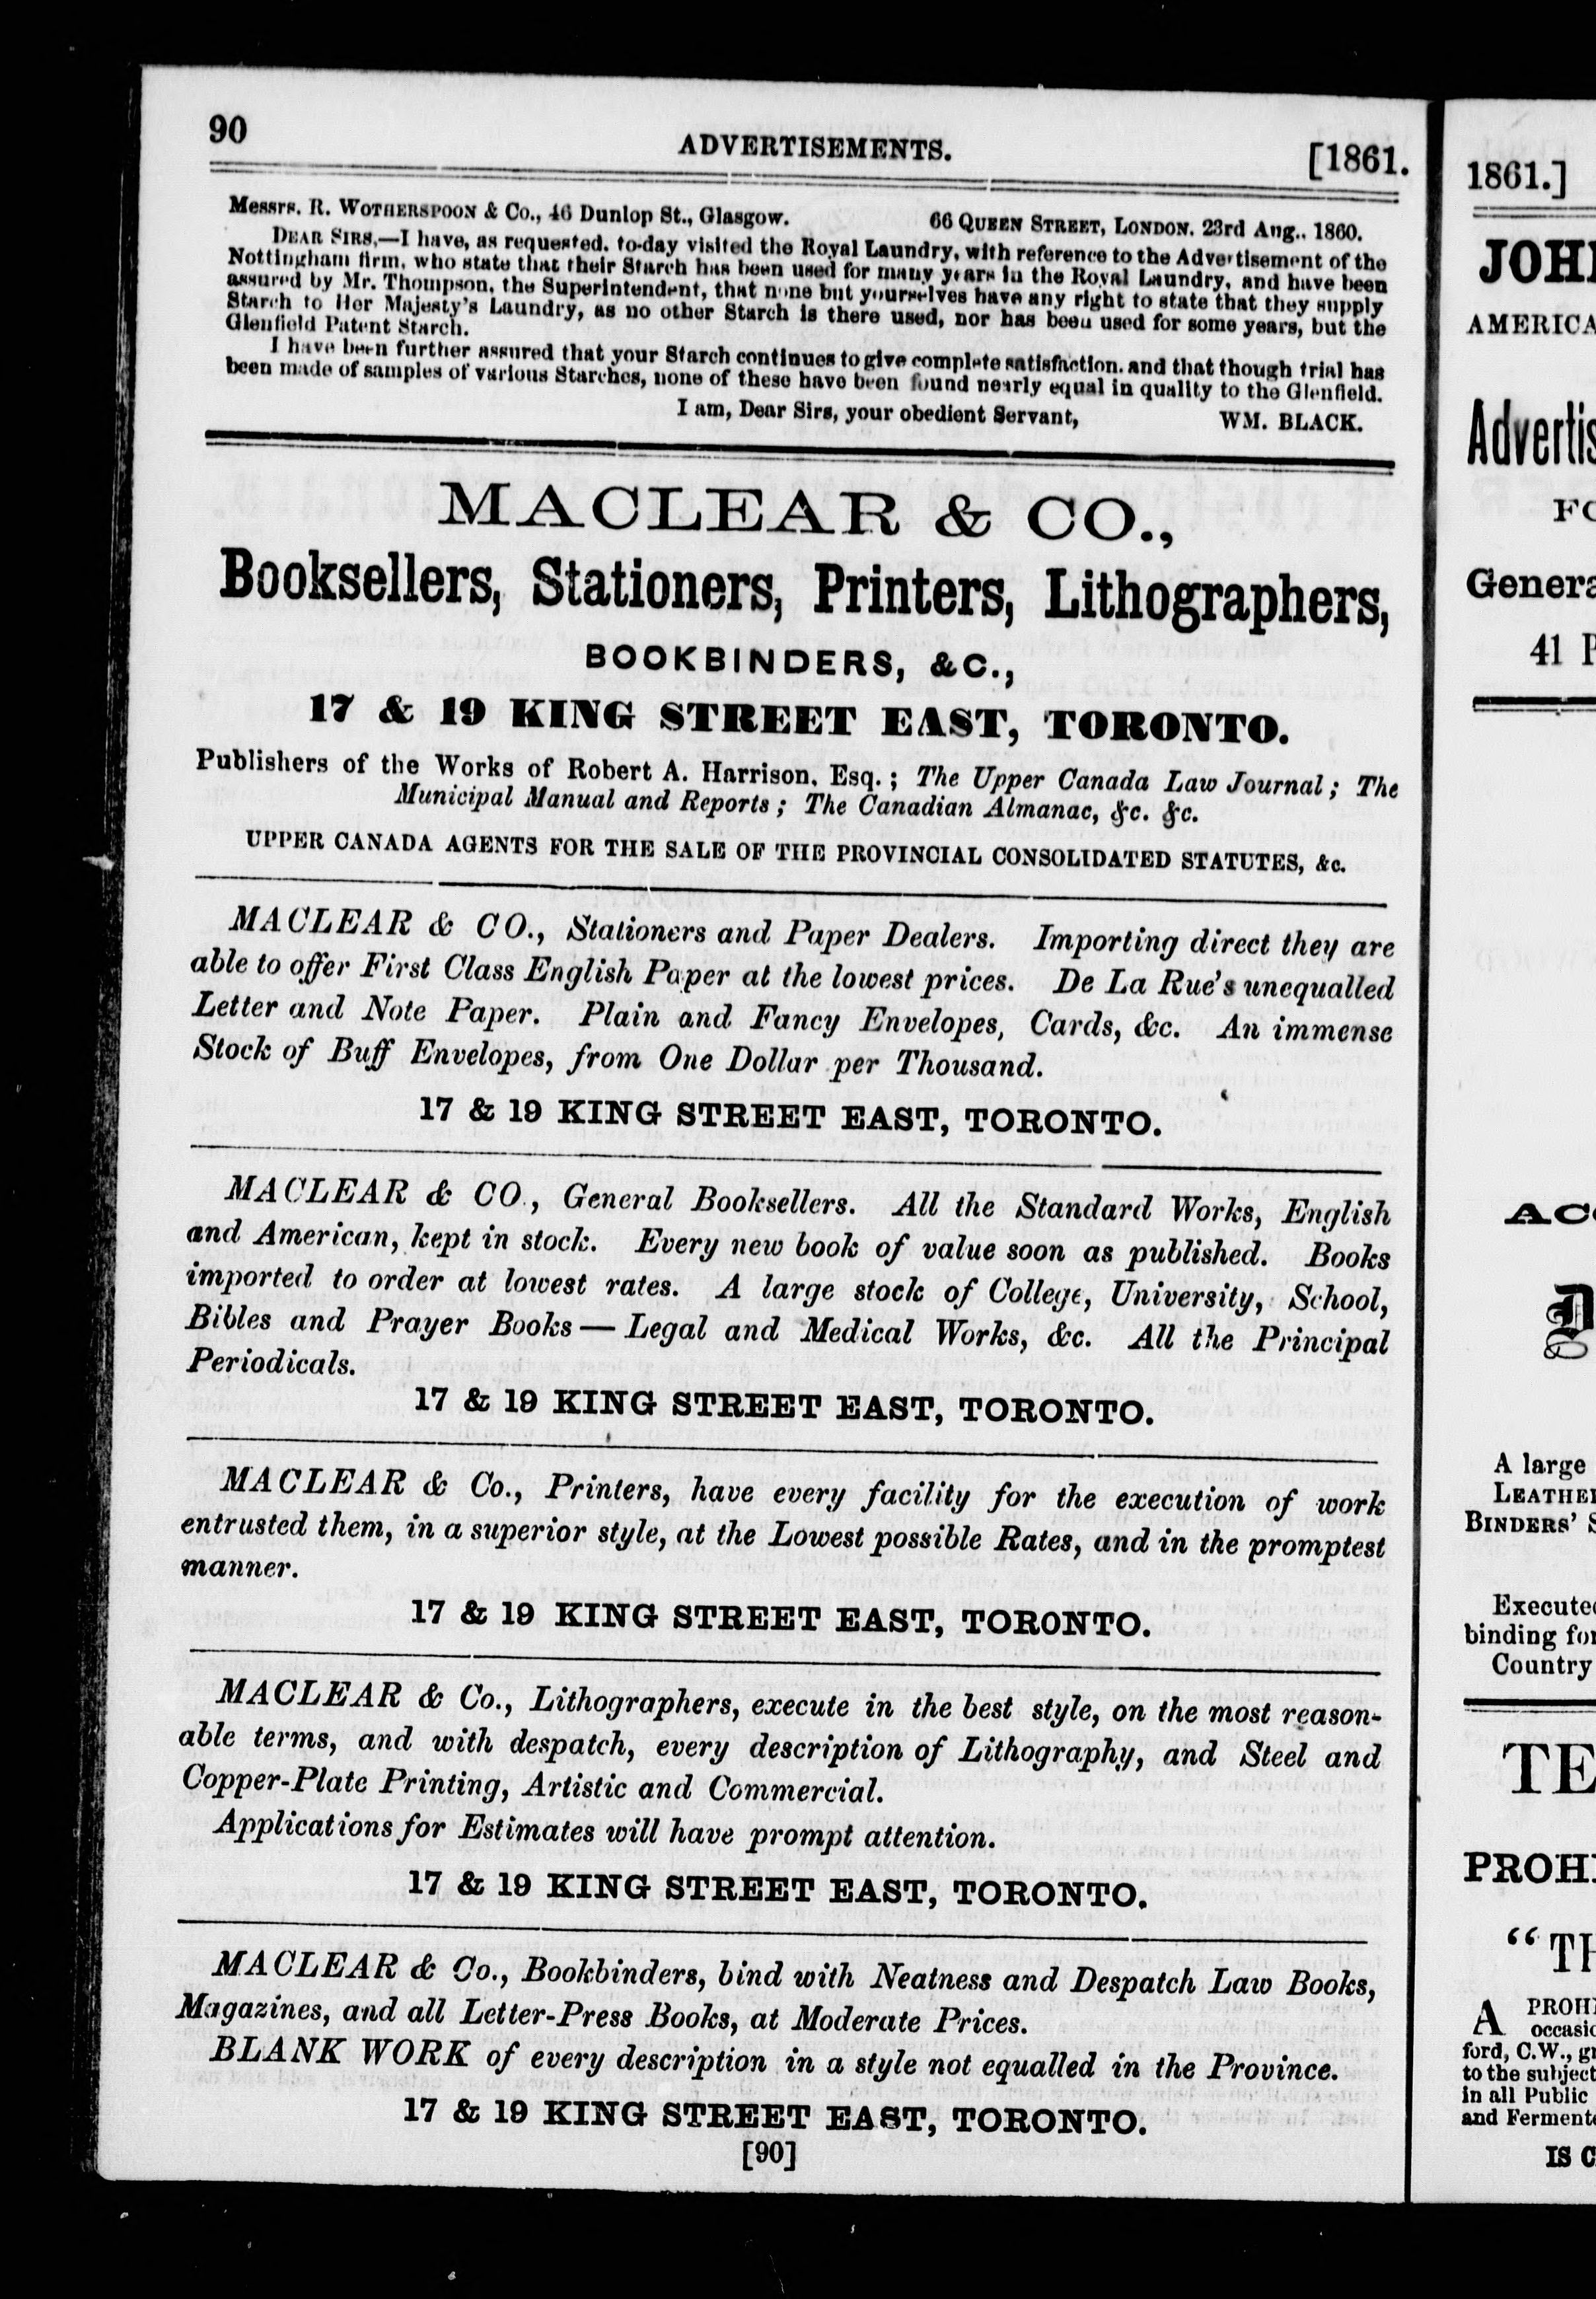 90
ADVERTISEMENTS.
[1861.
Messrs. R. WOTHERSPOON & Co., 46 Dunlop St., Glasgow. 66 QUEEN STREET, LONDON. 23rd Aug., 1860.
DEAR SIRS,—I have, as requested, to-day visited the Royal Laundry, with reference to the Advertisement of the
Nottingham firm, who state that their Starch has been used for many years in the Royal Laundry, and have been
assured by Mr. Thompson, the Superintendent, that none but yourselves have any right to state that they supply
Starch to Her Majesty's Laundry, as no other Starch is there used, nor has been used for some years, but the
Glenfield Patent Starch.
I have been further assured that your Starch continues to give complete satisfaction, and that though trial has
been made of samples of various Starches, none of these have been found nearly equal in quality to the Glenfield.
I am, Dear Sirs, your obedient Servant, WM. BLACK.
MACLEAR & CO.,
Booksellers, Stationers, Printers, Lithographers,
BOOKBINDERS, &C.,
17 & 19 KING STREET EAST, TORONTO.
Publishers of the Works of Robert A. Harrison, Esq.; The Upper Canada Law Journal; The
Municipal Manual and Reports; The Canadian Almanac, &c. &c.
UPPER CANADA AGENTS FOR THE SALE OF THE PROVINCIAL CONSOLIDATED STATUTES, &c.
MACLEAR & CO., Stationers and Paper Dealers. Importing direct they are
able to offer First Class English Paper at the lowest prices. De La Rue's unequalled
Letter and Note Paper. Plain and Fancy Envelopes, Cards, &c. An immense
Stock of Buff Envelopes, from One Dollar per Thousand.
17 & 19 KING STREET EAST, TORONTO.
MACLEAR & CO., General Booksellers. All the Standard Works, English
and American, kept in stock. Every new book of value soon as published. Books
imported to order at lowest rates. A large stock of College, University, School,
Bibles and Prayer Books — Legal and Medical Works, &c. All the Principal
Periodicals.
17 & 19 KING STREET EAST, TORONTO.
MACLEAR & Co., Printers, have every facility for the execution of work
entrusted them, in a superior style, at the Lowest possible Rates, and in the promptest
manner.
17 & 19 KING STREET EAST, TORONTO.
MACLEAR & Co., Lithographers, execute in the best style, on the most reason-
able terms, and with despatch, every description of Lithography, and Steel and
Copper-Plate Printing, Artistic and Commercial.
Applications for Estimates will have prompt attention.
17 & 19 KING STREET EAST, TORONTO.
MACLEAR & Co., Bookbinders, bind with Neatness and Despatch Law Books,
Magazines, and all Letter-Press Books, at Moderate Prices.
BLANK WORK of every description in a style not equalled in the Province.
17 & 19 KING STREET EAST, TORONTO.
[90]
1861.]
JOH
AMERICA
Advertis
FO
Genera
41
AC
A large
LEATHE
BINDERS'
Execute
binding for
Country
TE
PROH
"TH
A PROHI
occasio
ford, C.W., gr
to the subject
in all Public
and Fermente
IS C